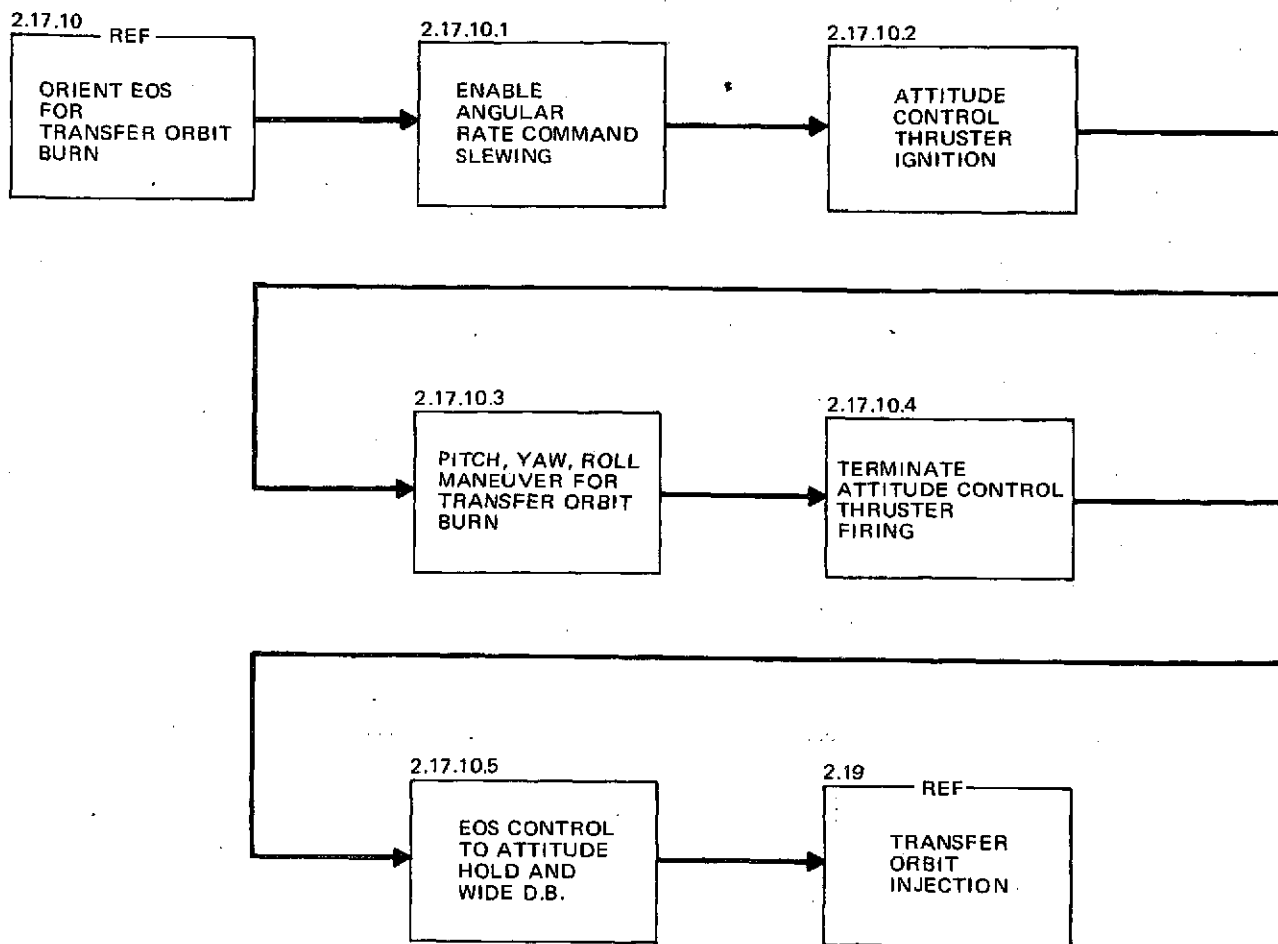 2.17.10
REF
ORIENT EOS
FOR
TRANSFER ORBIT
BURN
2.17.10.1
ENABLE
ANGULAR
RATE COMMAND
SLEWING
2.17.10.2
ATTITUDE
CONTROL
THRUSTER
IGNITION
2.17.10.3
PITCH, YAW, ROLL
MANEUVER FOR
TRANSFER ORBIT
BURN
2.17.10.4
TERMINATE
ATTITUDE CONTROL
THRUSTER
FIRING
2.17.10.5
EOS CONTROL
TO ATTITUDE
HOLD AND
WIDE D.B.
2.19
REF
TRANSFER
ORBIT
INJECTION